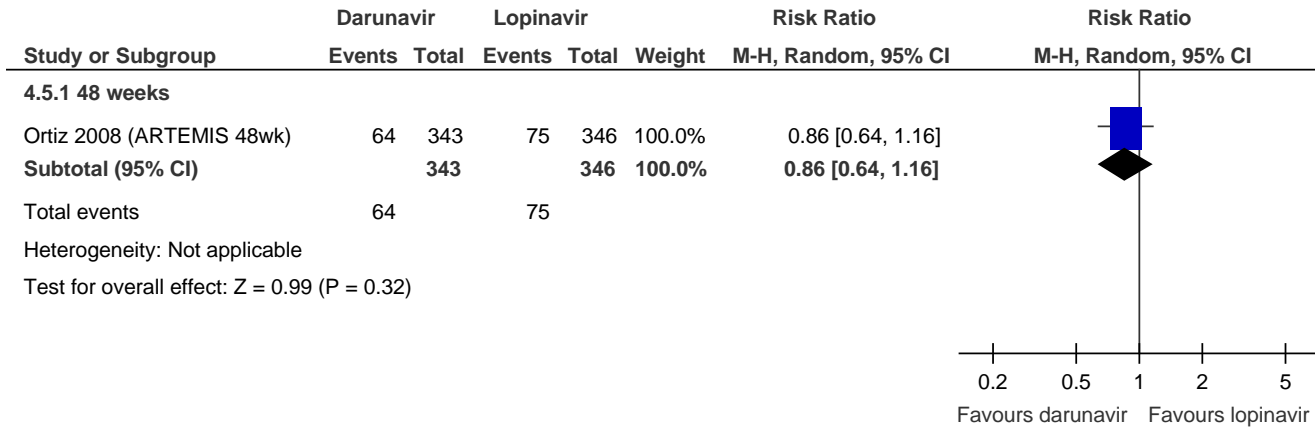 Darunavir Lopinavir Risk Ratio Risk Ratio
Study or Subgroup Events Total Events Total Weight M-H, Random, 95% CI M-H, Random, 95% CI
4.5.1 48 weeks
Ortiz 2008 (ARTEMIS 48wk) 64 343 75 346 100.0% 0.86 [0.64, 1.16]
Subtotal (95% CI) 343 346 100.0% 0.86 [0.64, 1.16]
Total events 64 75
Heterogeneity: Not applicable
Test for overall effect: Z = 0.99 (P = 0.32)
0.2 0.5 1 2 5
Favours darunavir Favours lopinavir